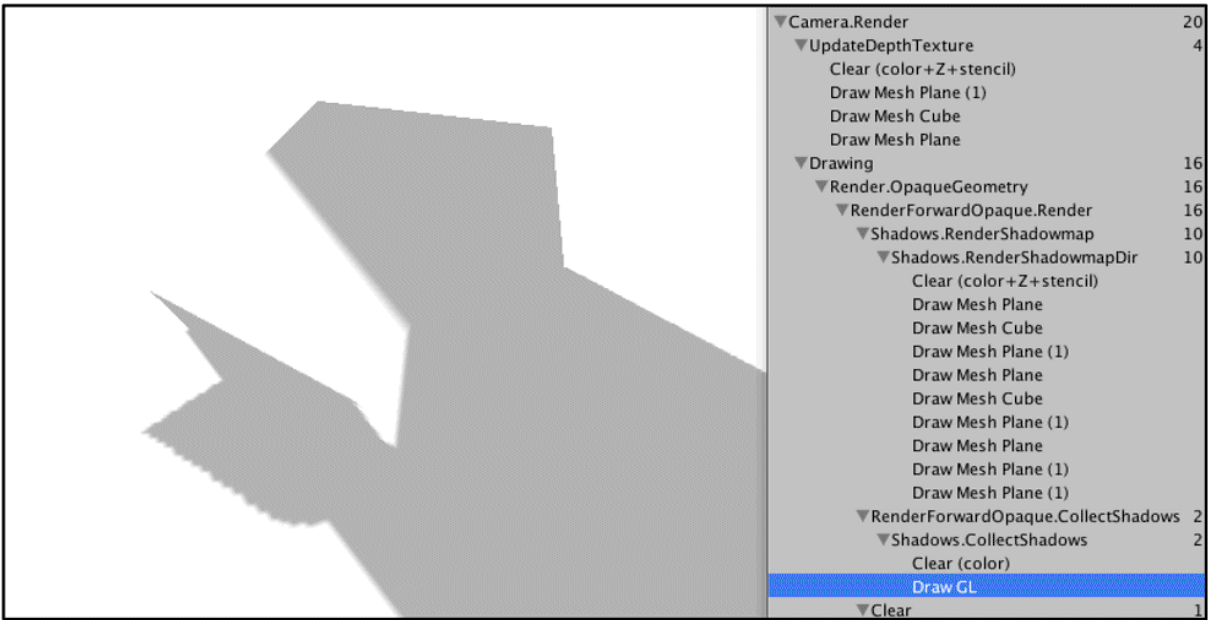 ▼Camera.Render 20
▼UpdateDepthTexture 4
Clear (color+Z+stencil)
Draw Mesh Plane (1)
Draw Mesh Cube
Draw Mesh Plane
▼Drawing 16
▼Render.OpaqueGeometry 16
▼RenderForwardOpaque.Render 16
▼Shadows.RenderShadowmap 10
▼Shadows.RenderShadowmapDir 10
Clear (color+Z+stencil)
Draw Mesh Plane
Draw Mesh Cube
Draw Mesh Plane (1)
Draw Mesh Plane
Draw Mesh Cube
Draw Mesh Plane (1)
Draw Mesh Plane
Draw Mesh Plane (1)
Draw Mesh Plane (1)
▼RenderForwardOpaque.CollectShadows 2
▼Shadows.CollectShadows 2
Clear (color)
Draw GL
▼Clear 1